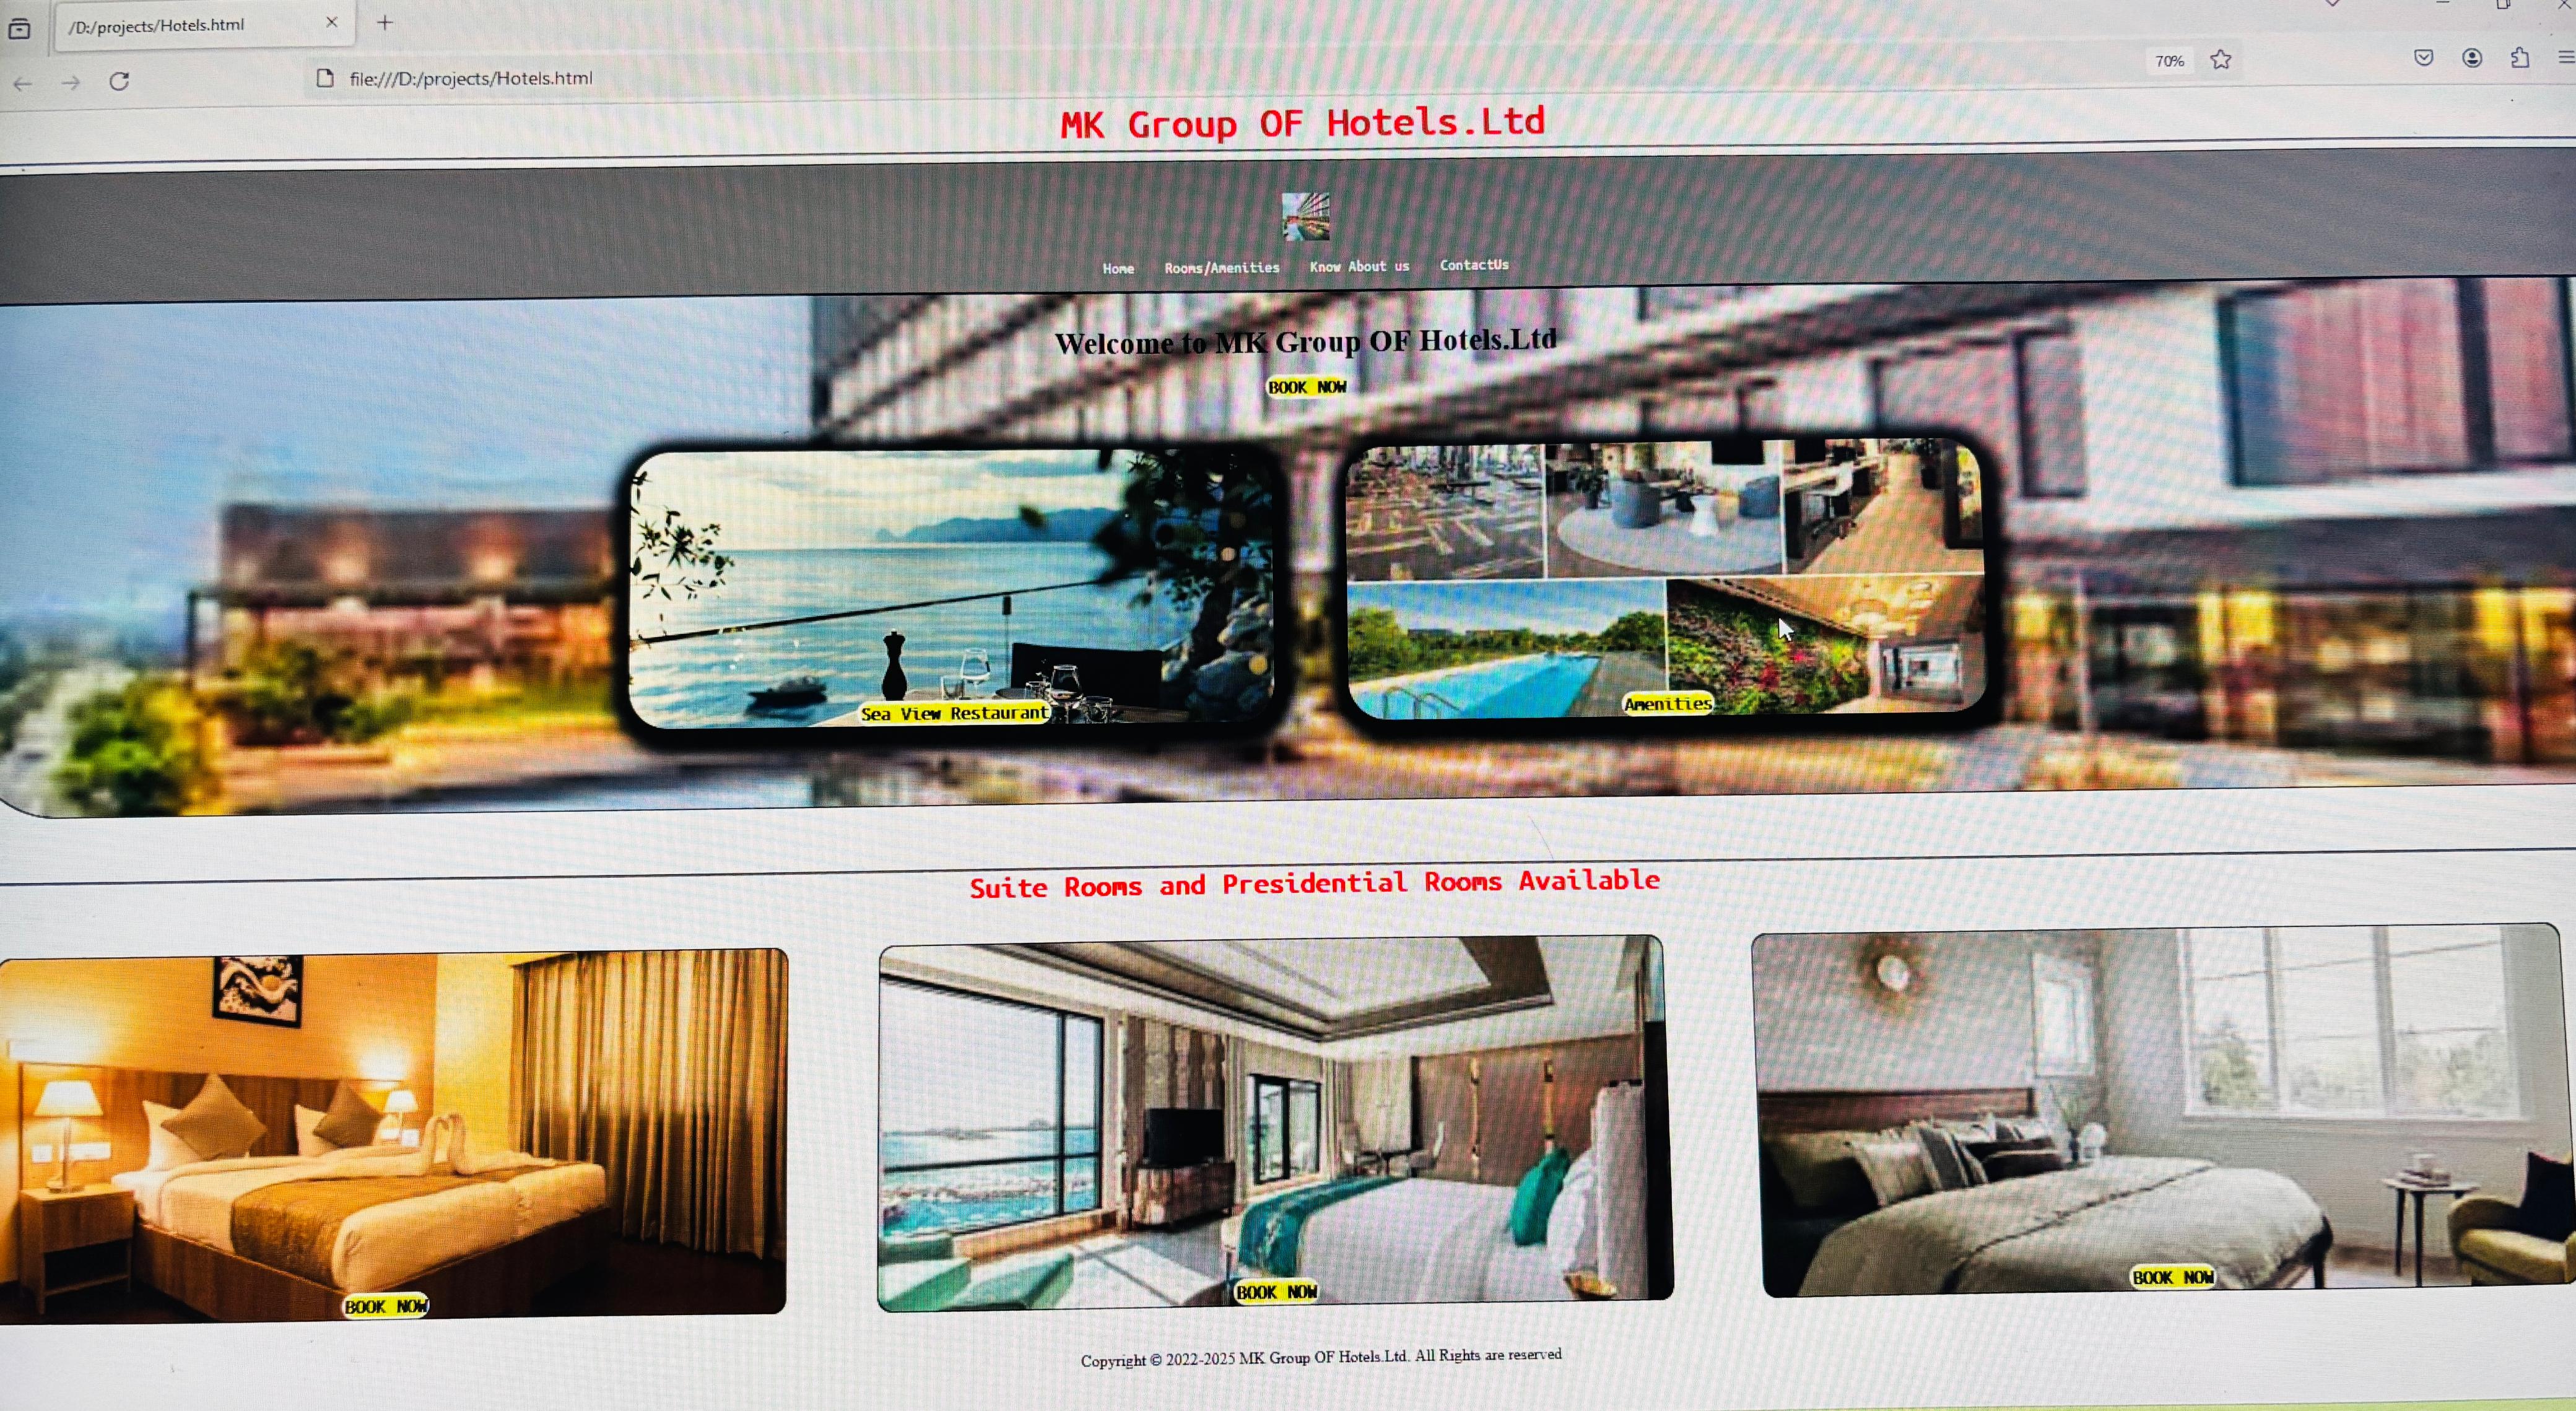 /D:/projects/Hotels.html
file:///D:/projects/Hotels.html
70%
MK Group OF Hotels.Ltd
Home Rooms/Amenities Know About us ContactUs
Welcome to MK Group OF Hotels.Ltd
BOOK NOW
Sea View Restaurant
Amenities
Suite Rooms and Presidential Rooms Available
BOOK NOW
BOOK NOW
BOOK NOW
Copyright © 2022-2025 MK Group OF Hotels.Ltd. All Rights are reserved